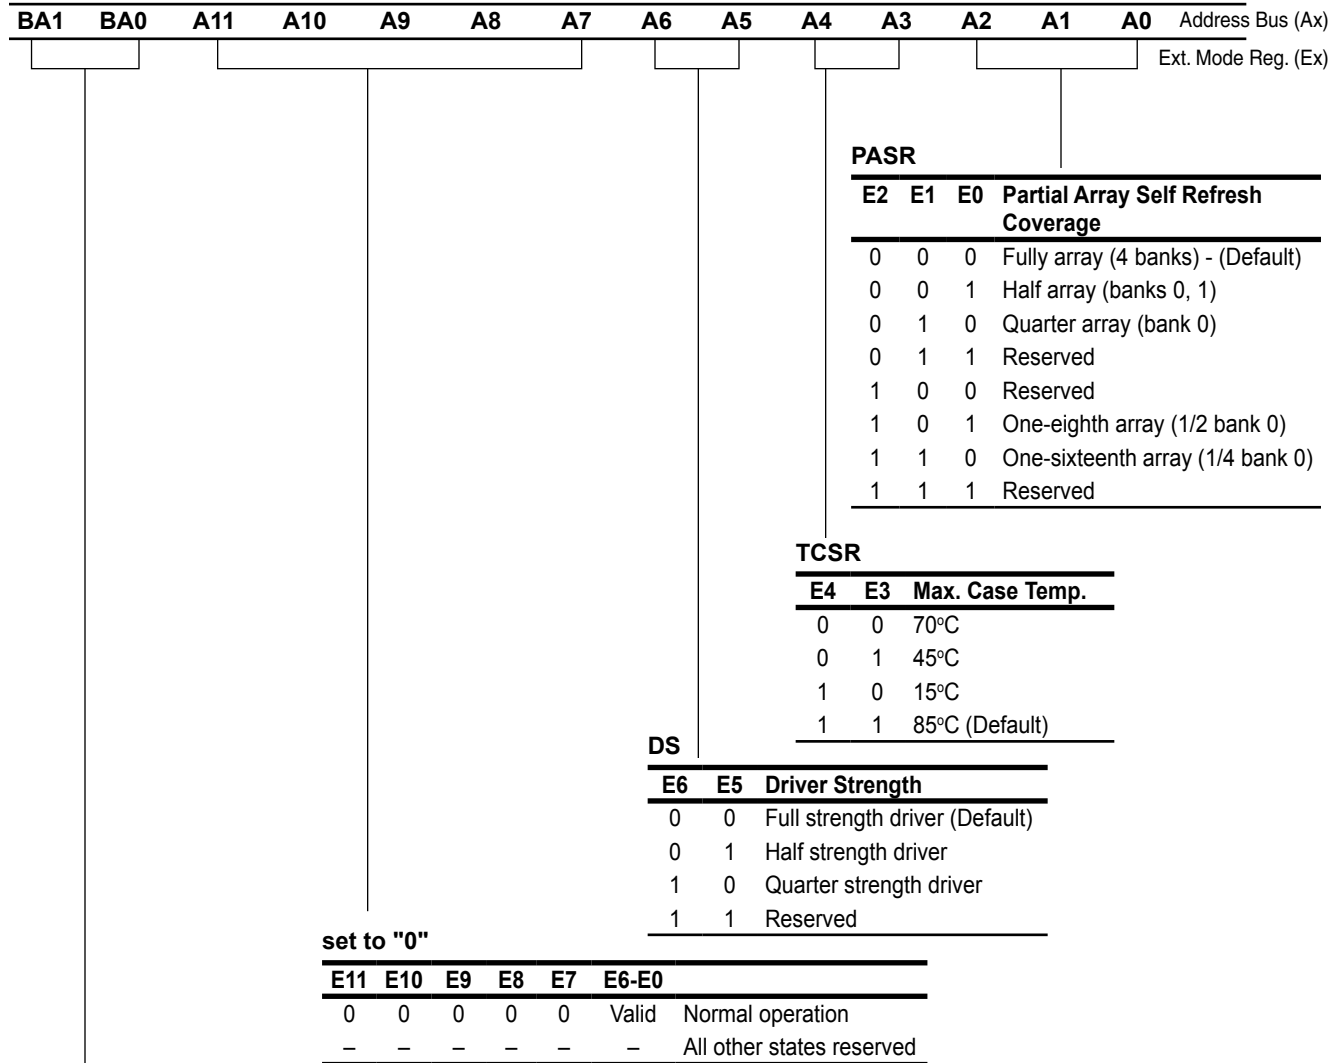 BA1 BA0 A11 A10 A9 A8 A7 A6 A5 A4 A3 A2 A1 A0 Address Bus (Ax)
Ext. Mode Reg. (Ex)
PASR
E2 E1 E0 Partial Array Self Refresh
Coverage
0 0 0 Fully array (4 banks) - (Default)
0 0 1 Half array (banks 0, 1)
0 1 0 Quarter array (bank 0)
0 1 1 Reserved
1 0 0 Reserved
1 0 1 One-eighth array (1/2 bank 0)
1 1 0 One-sixteenth array (1/4 bank 0)
1 1 1 Reserved
TCSR
E4 E3 Max. Case Temp.
0 0 70°C
0 1 45°C
1 0 15°C
1 1 85°C (Default)
DS
E6 E5 Driver Strength
0 0 Full strength driver (Default)
0 1 Half strength driver
1 0 Quarter strength driver
1 1 Reserved
set to "0"
E11 E10 E9 E8 E7 E6-E0
0 0 0 0 0 Valid Normal operation
– – – – – – All other states reserved